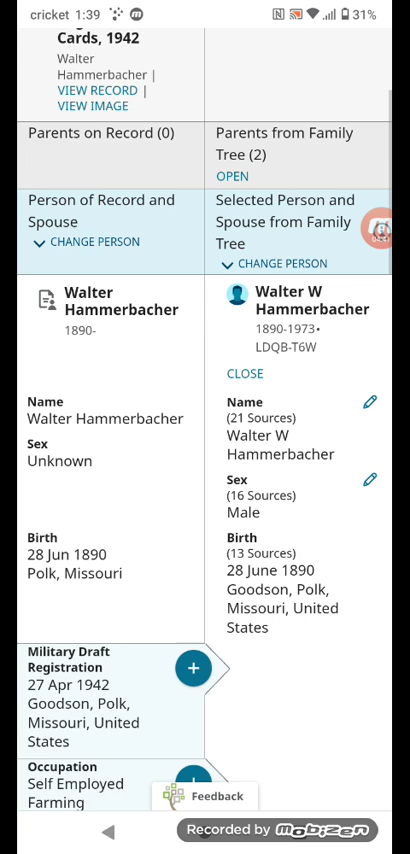 cricket 1:39
31%
Cards, 1942
Walter
Hammerbacher |
VIEW RECORD |
VIEW IMAGE
Parents on Record (0)
Parents from Family
Tree (2)
OPEN
Person of Record and
Spouse
CHANGE PERSON
Selected Person and
Spouse from Family
Tree
CHANGE PERSON
Walter
Hammerbacher
1890-
Walter W
Hammerbacher
1890-1973•
LDQB-T6W
CLOSE
Name
Walter Hammerbacher
Name
(21 Sources)
Walter W
Hammerbacher
Sex
Unknown
Sex
(16 Sources)
Male
Birth
28 Jun 1890
Polk, Missouri
Birth
(13 Sources)
28 June 1890
Goodson, Polk,
Missouri, United
States
Military Draft
Registration
27 Apr 1942
Goodson, Polk,
Missouri, United
States
Occupation
Self Employed
Farming
Feedback
Recorded by mobizen